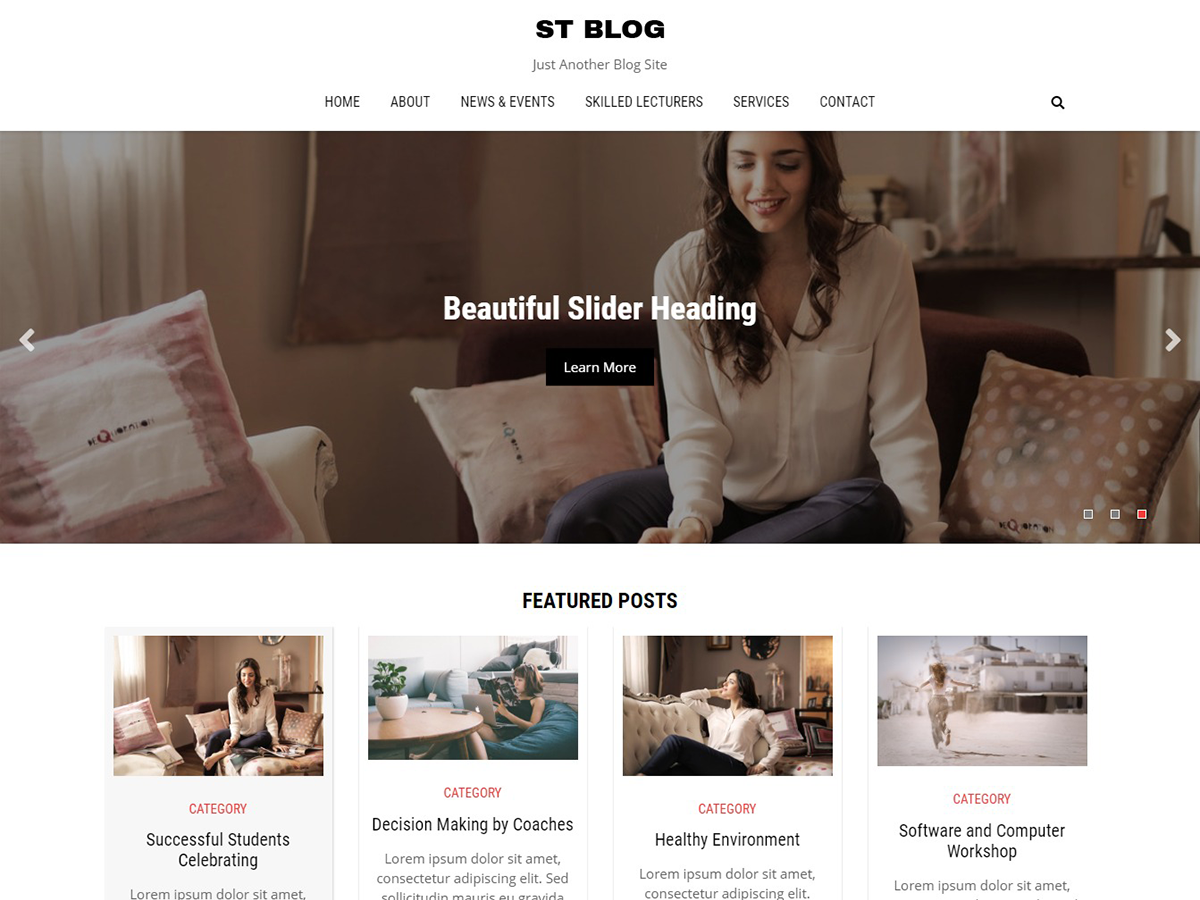 ST BLOG
Just Another Blog Site
HOME ABOUT NEWS & EVENTS SKILLED LECTURERS SERVICES CONTACT
Beautiful Slider Heading
Learn More
FEATURED POSTS
CATEGORY
Successful Students
Celebrating
Lorem ipsum dolor sit amet,
CATEGORY
Decision Making by Coaches
Lorem ipsum dolor sit amet,
consectetur adipiscing elit. Sed
sollicitudin mauris eu gravida
CATEGORY
Healthy Environment
Lorem ipsum dolor sit amet,
consectetur adipiscing elit.
CATEGORY
Software and Computer
Workshop
Lorem ipsum dolor sit amet,